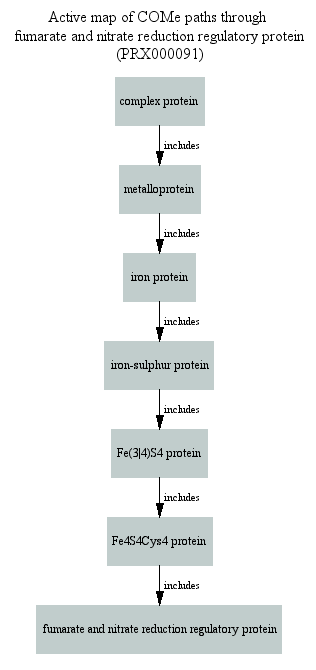 Active map of COMe paths through
fumarate and nitrate reduction regulatory protein
(PRX000091)
complex protein
includes
metalloprotein
includes
iron protein
includes
iron-sulphur protein
includes
Fe(3|4)S4 protein
includes
Fe4S4Cys4 protein
includes
fumarate and nitrate reduction regulatory protein